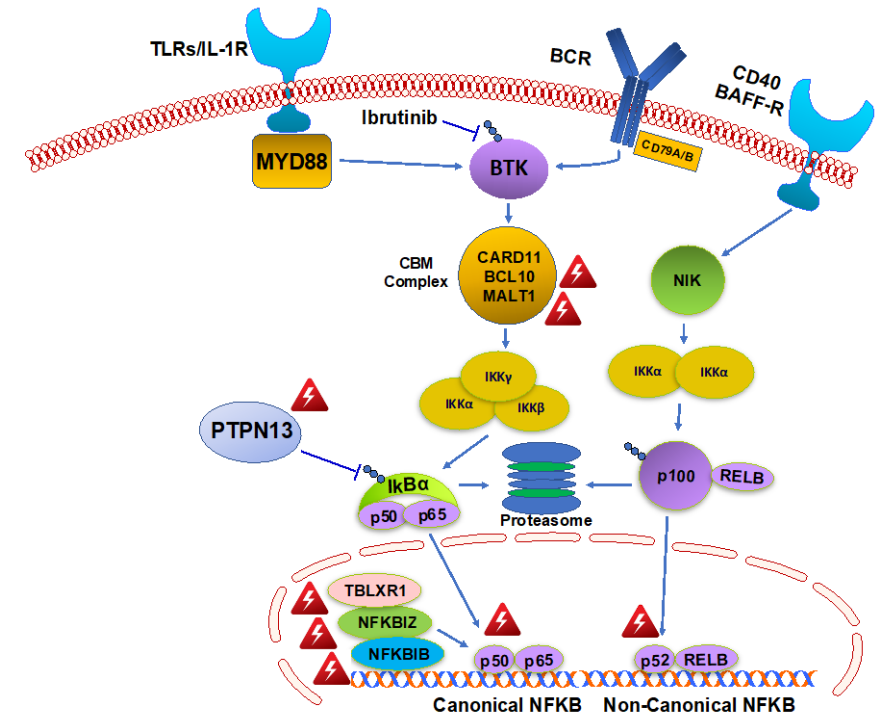 TLRs/IL-1R
BCR
CD40
BAFF-R
Ibrutinib
MYD88
BTK
CD79A/B
CBM
Complex
CARD11
BCL10
MALT1
NIK
IKKγ
IKKα
IKKβ
IKKα
IKKα
PTPN13
IkBα
p50
p65
Proteasome
p100
RELB
TBLXR1
NFKBIZ
NFKBIB
p50
p65
p52
RELB
Canonical NFKB
Non-Canonical NFKB